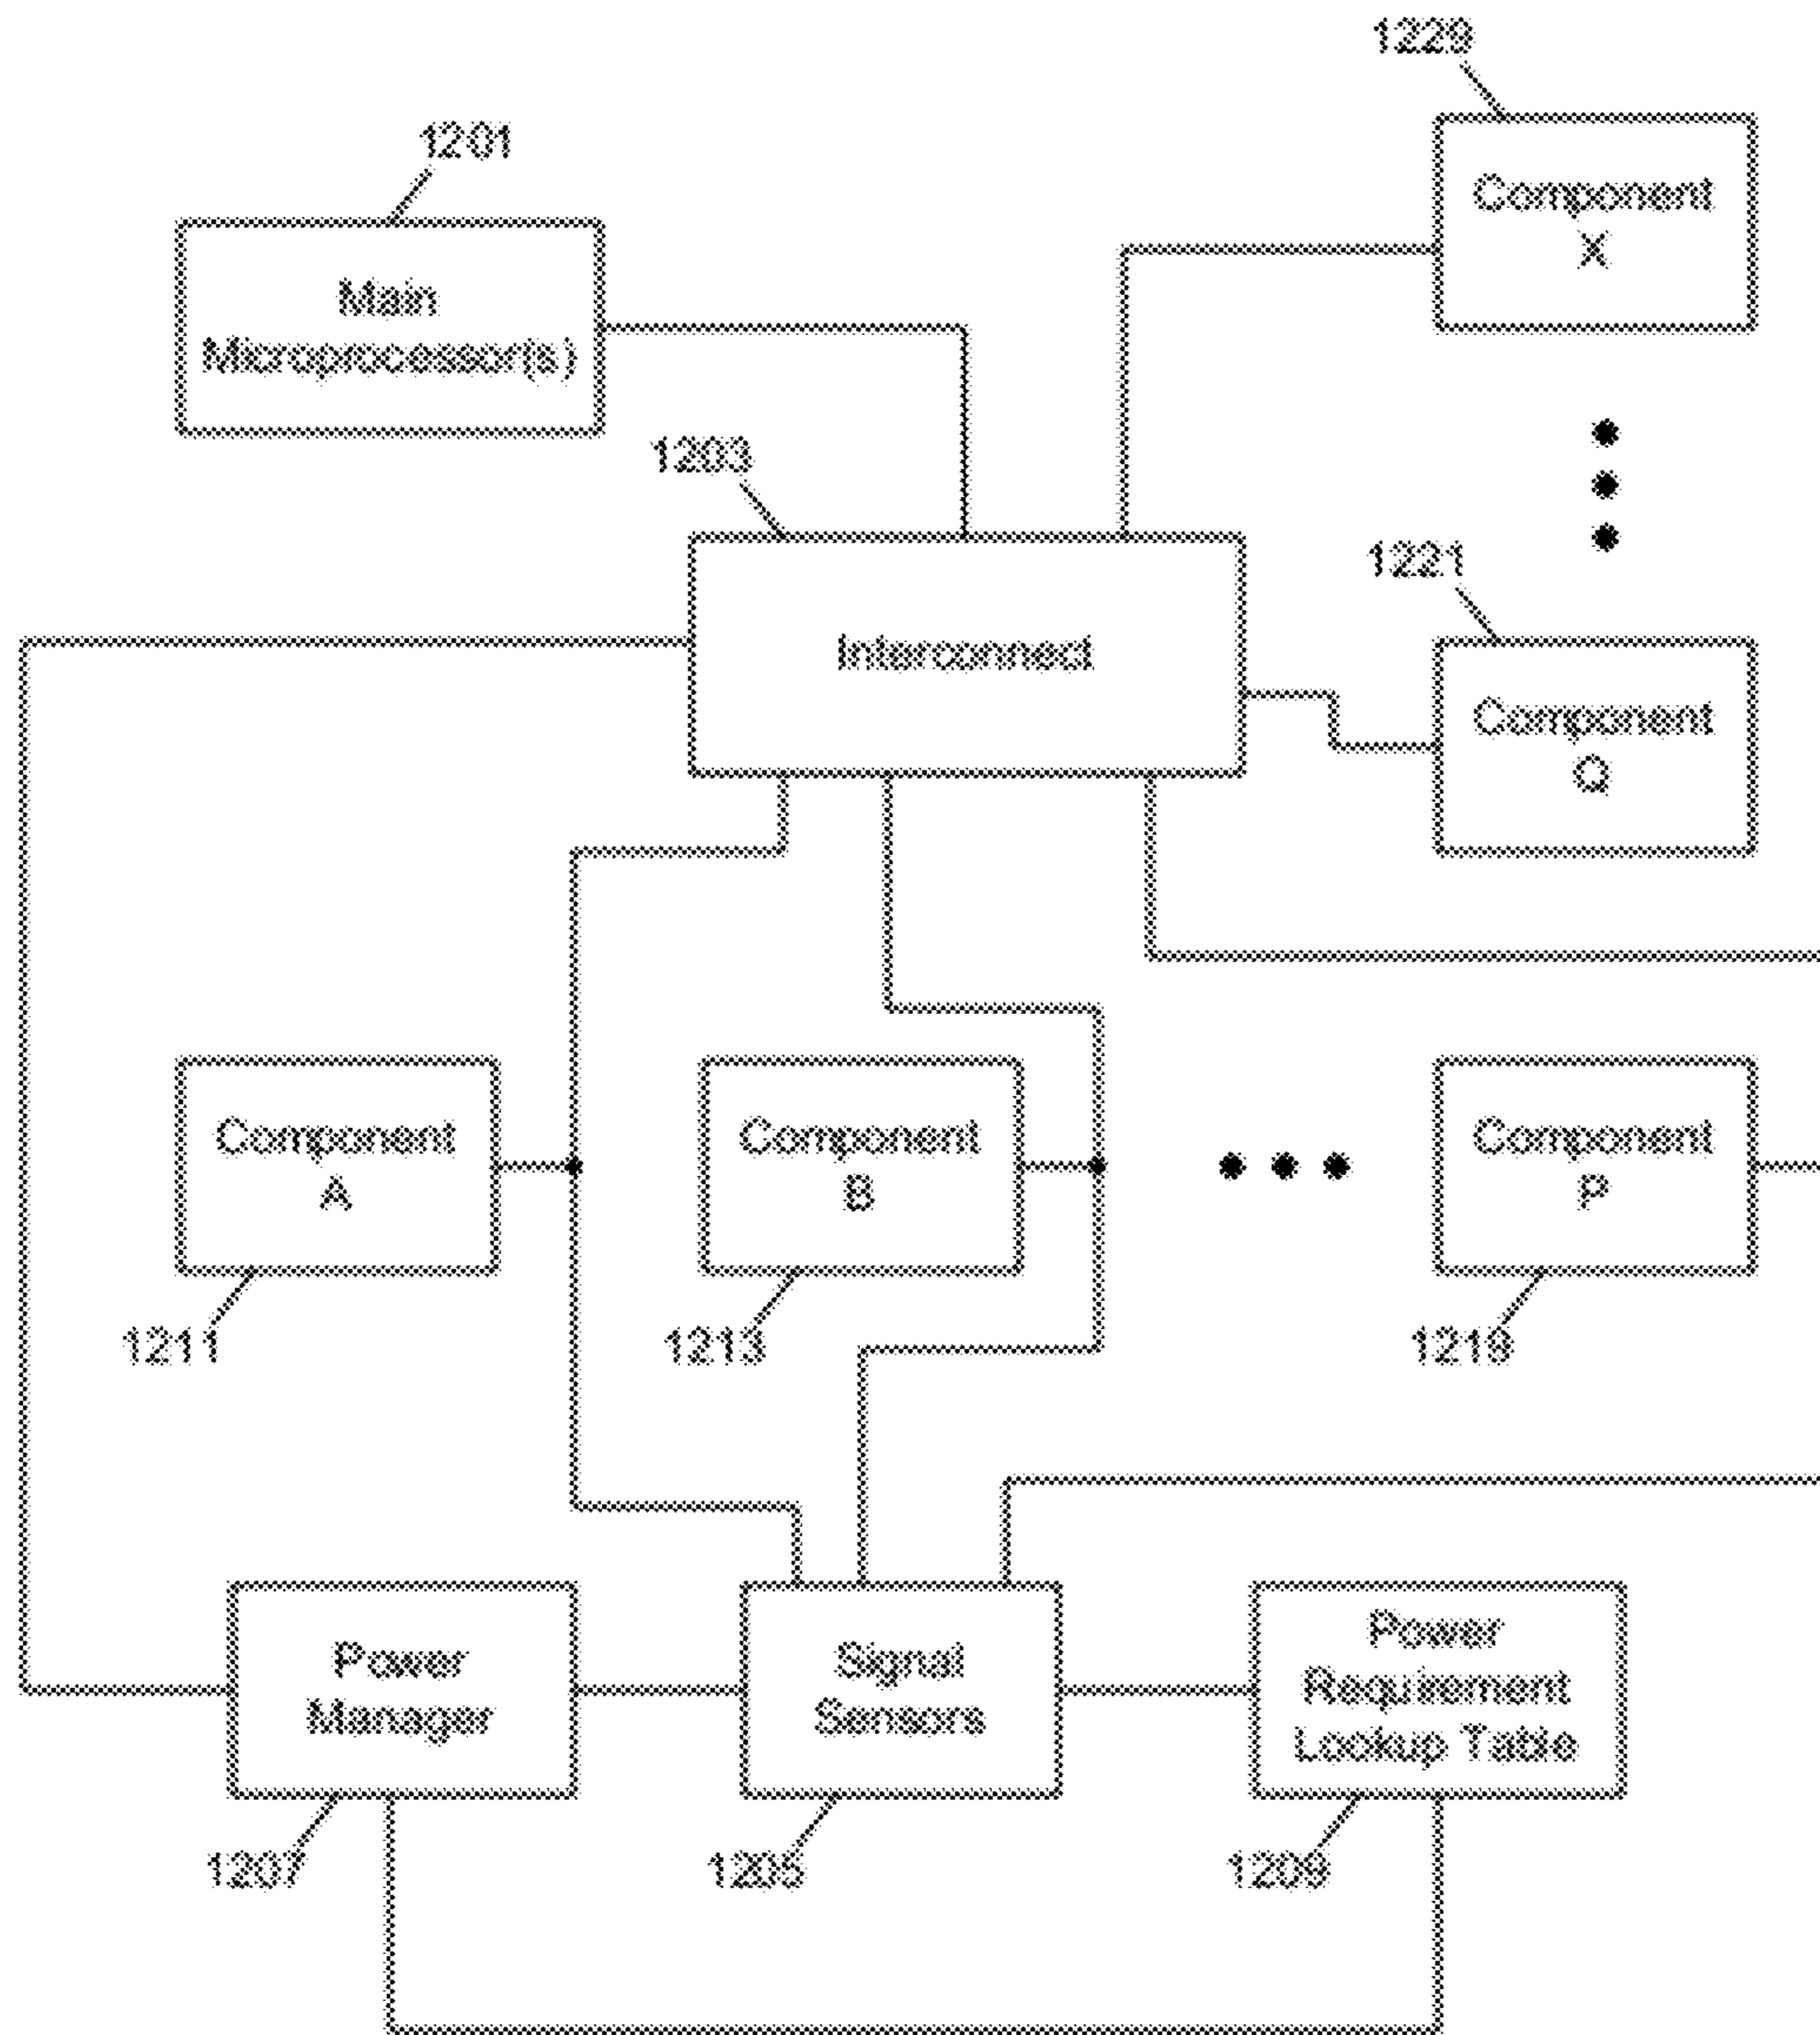 1229
Component
X
1201
Main
Microprocessor(s)
1203
Interconnect
1221
Component
Q
Component
A
Component
B
Component
P
1211
1213
1219
Power
Manager
Signal
Sensors
Power
Requirement
Lookup Table
1207
1205
1209